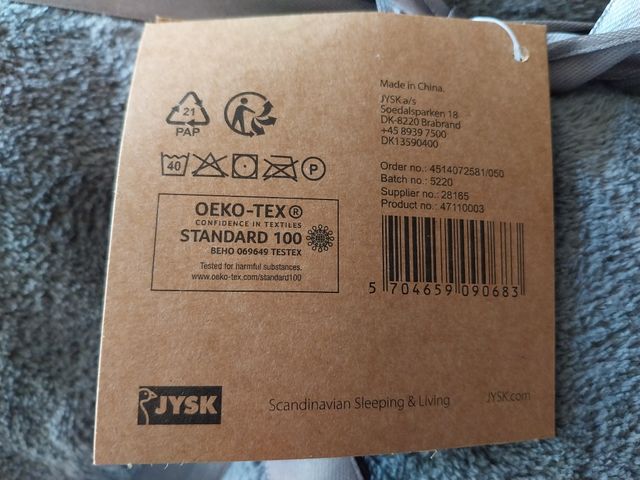 21
PAP
40
P
OEKO-TEX®
CONFIDENCE IN TEXTILES
STANDARD 100
BEHO 069649 TESTEX
Tested for harmful substances.
www.oeko-tex.com/standard100
Made in China.
JYSK a/s
Soedalsparken 18
DK-8220 Brabrand
+45 8939 7500
DK13590400
Order no.: 4514072581/050
Batch no.: 5220
Supplier no.: 28165
Product no.: 47110003
5 704659 090683
JYSK
Scandinavian Sleeping & Living
JYSK.com